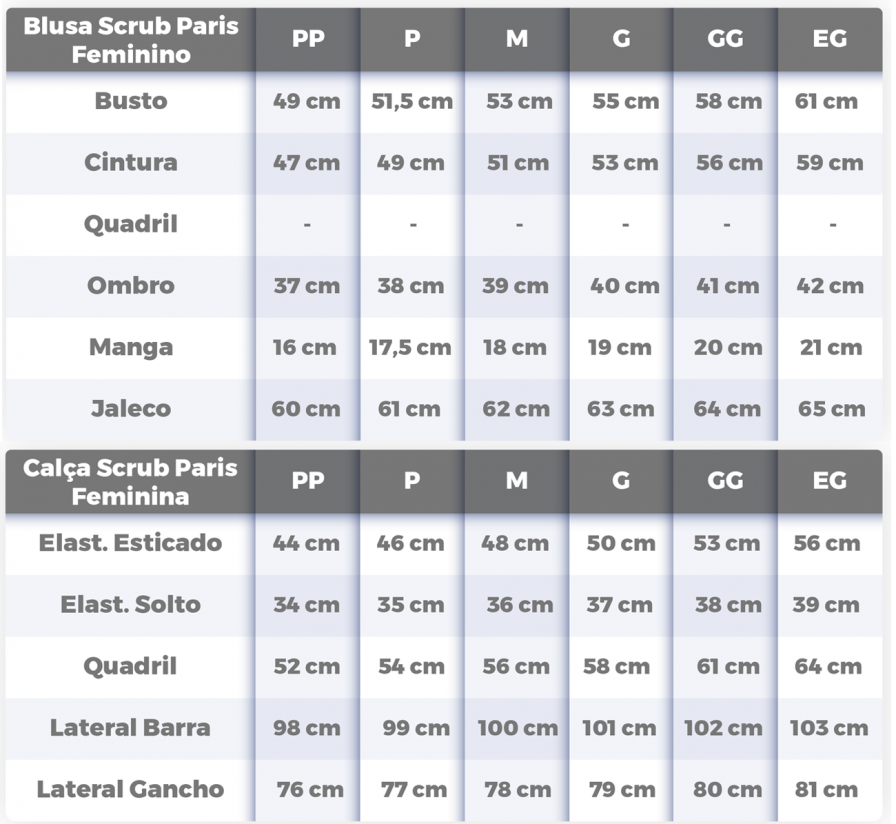 Blusa Scrub Paris Feminino PP P M G GG EG
Busto 49 cm 51,5 cm 53 cm 55 cm 58 cm 61 cm
Cintura 47 cm 49 cm 51 cm 53 cm 56 cm 59 cm
Quadril - - - - - -
Ombro 37 cm 38 cm 39 cm 40 cm 41 cm 42 cm
Manga 16 cm 17,5 cm 18 cm 19 cm 20 cm 21 cm
Jaleco 60 cm 61 cm 62 cm 63 cm 64 cm 65 cm
Calça Scrub Paris Feminina PP P M G GG EG
Elast. Esticado 44 cm 46 cm 48 cm 50 cm 53 cm 56 cm
Elast. Solto 34 cm 35 cm 36 cm 37 cm 38 cm 39 cm
Quadril 52 cm 54 cm 56 cm 58 cm 61 cm 64 cm
Lateral Barra 98 cm 99 cm 100 cm 101 cm 102 cm 103 cm
Lateral Gancho 76 cm 77 cm 78 cm 79 cm 80 cm 81 cm